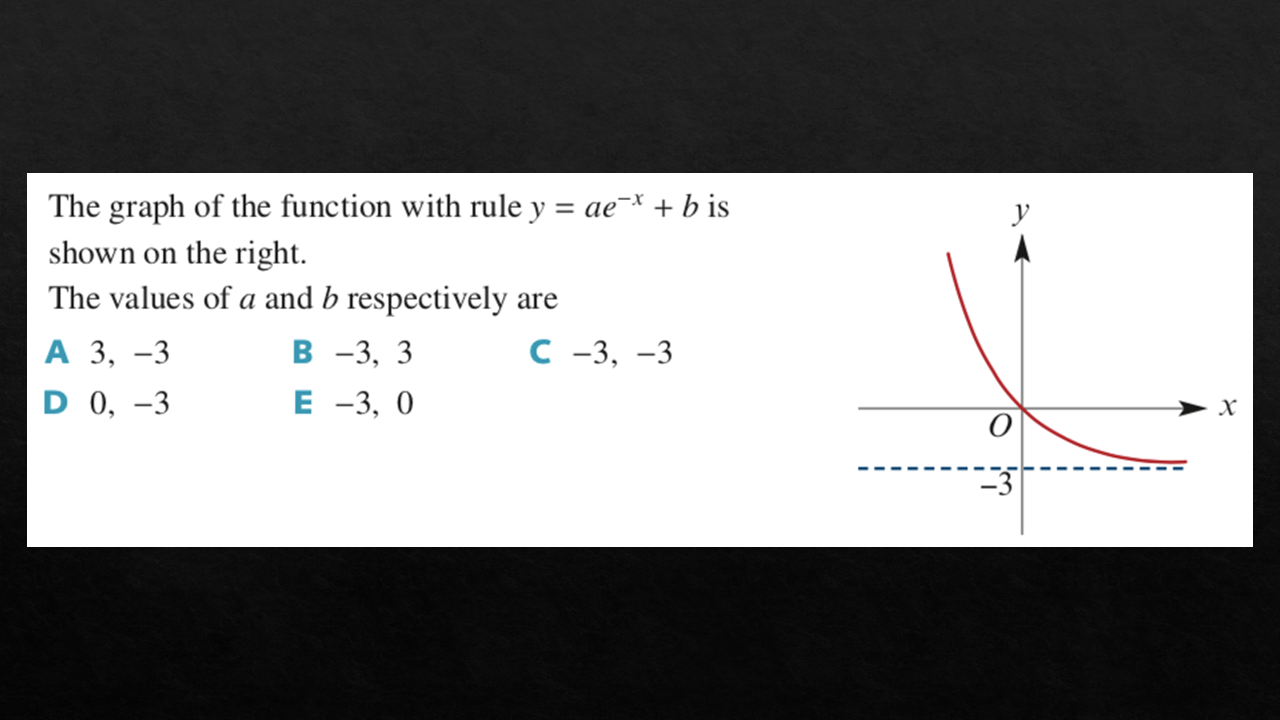 The graph of the function with rule y = ae⁻ˣ + b is
shown on the right.
The values of a and b respectively are
A 3, −3 B −3, 3 C −3, −3
D 0, −3 E −3, 0
y
x
O
−3